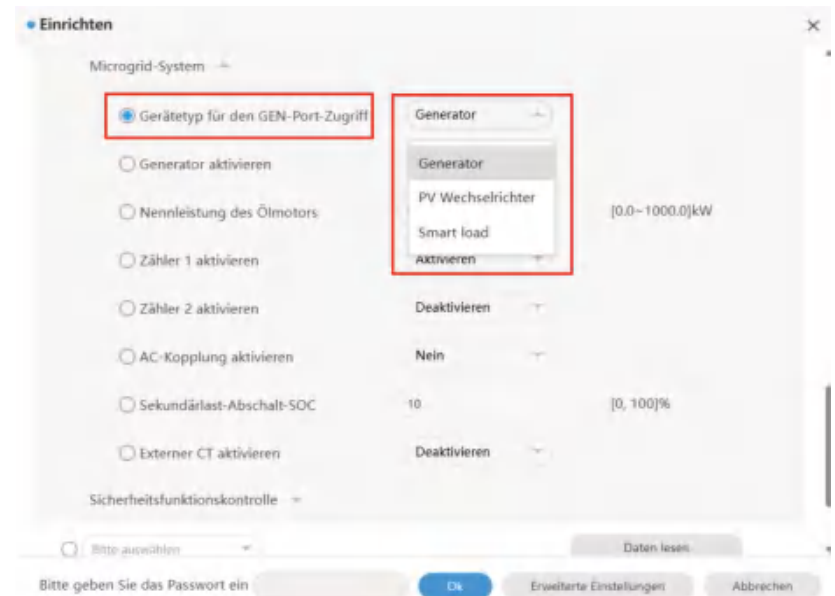 Einrichten
Microgrid-System
Gerätetyp für den GEN-Port-Zugriff Generator
Generator aktivieren Generator
PV Wechselrichter
Nennleistung des Ölmotors [0.0~1000.0]kW
Smart load
Zähler 1 aktivieren Aktivieren
Zähler 2 aktivieren Deaktivieren
AC-Kopplung aktivieren Nein
Sekundärlast-Abschalt-SOC 10 [0, 100]%
Externer CT aktivieren Deaktivieren
Sicherheitsfunktionskontrolle
Bitte auswählen Daten lesen
Bitte geben Sie das Passwort ein Ok Erweiterte Einstellungen Abbrechen